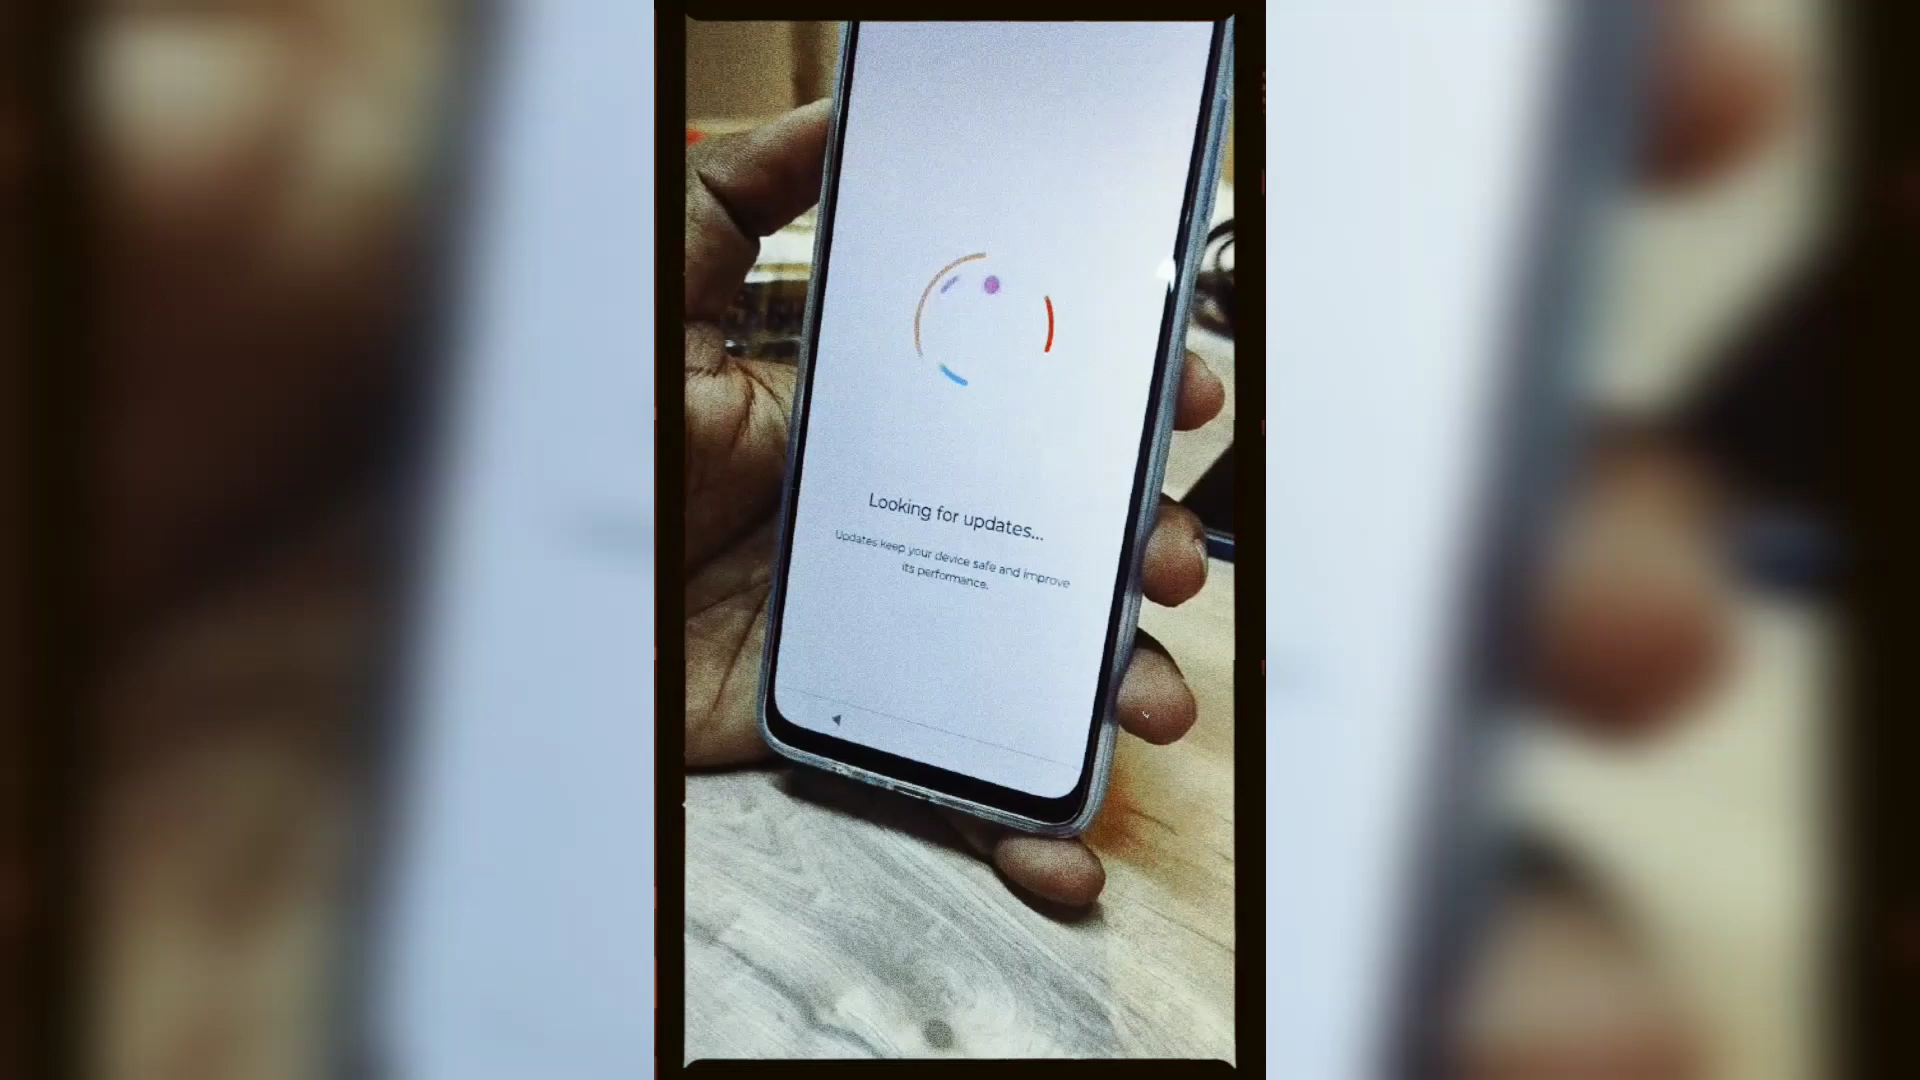 Looking for updates...
Updates keep your device safe and improve
its performance.